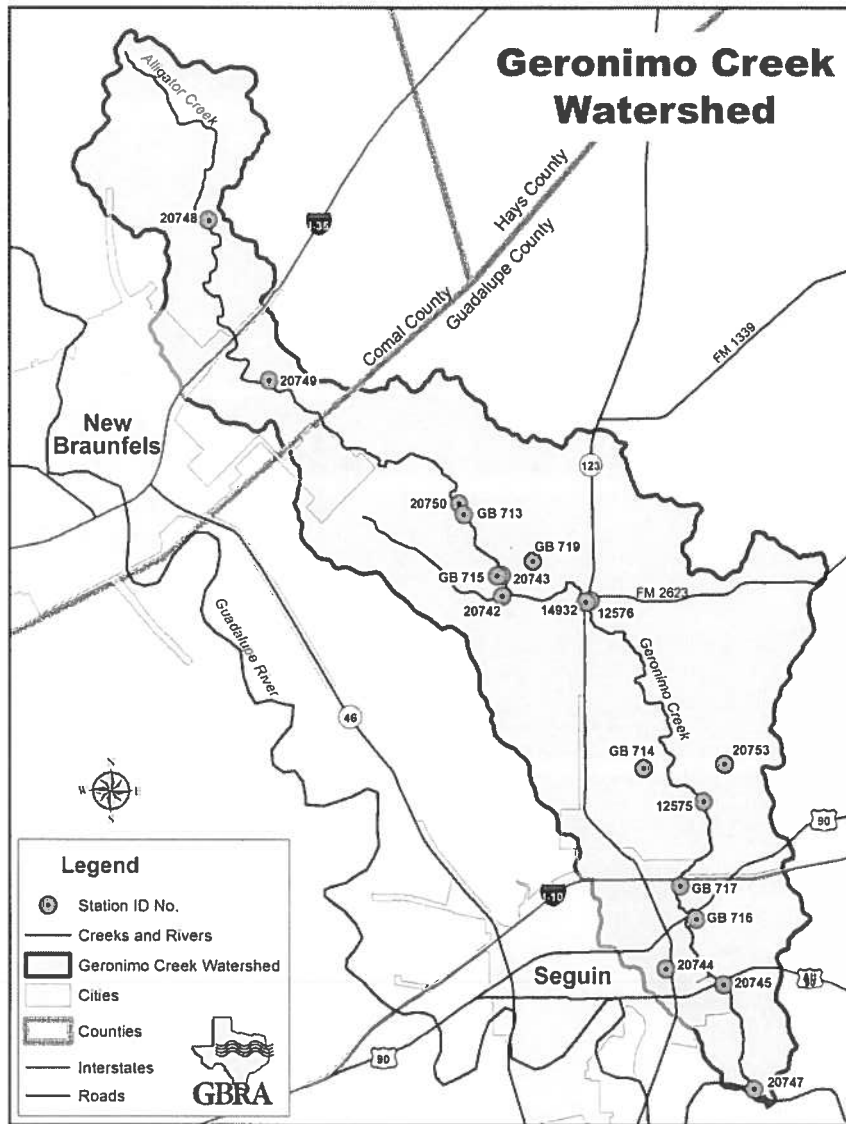 Geronimo Creek
Watershed
Alligator Creek
20748
I-35
Hays County
Comal County
Guadalupe County
FM 1339
20749
New
Braunfels
123
20750
GB 713
GB 719
GB 715
20743
20742
14932
12576
FM 2623
Guadalupe River
Geronimo Creek
46
GB 714
20753
12575
90
N
W
E
S
GB 717
I-10
GB 716
Seguin
20744
20745
90
20747
Legend
Station ID No.
Creeks and Rivers
Geronimo Creek Watershed
Cities
Counties
Interstates
Roads
GBRA